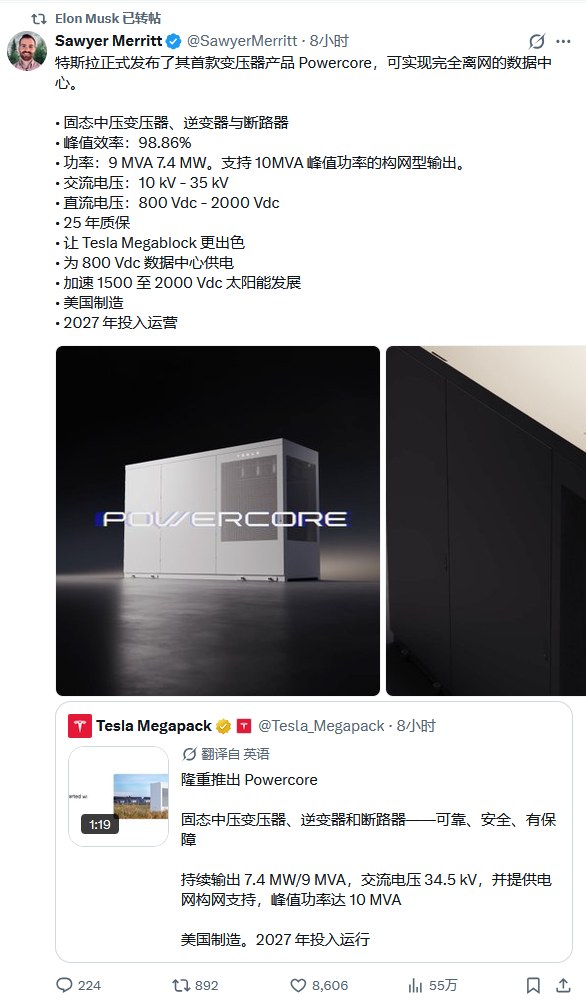 Elon Musk 已转帖
Sawyer Merritt @SawyerMerritt · 8小时
特斯拉正式发布了其首款变压器产品 Powercore，可实现完全离网的数据中
心。
• 固态中压变压器、逆变器与断路器
• 峰值效率：98.86%
• 功率：9 MVA 7.4 MW。支持 10MVA 峰值功率的构网型输出。
• 交流电压：10 kV - 35 kV
• 直流电压：800 Vdc - 2000 Vdc
• 25 年质保
• 让 Tesla Megablock 更出色
• 为 800 Vdc 数据中心供电
• 加速 1500 至 2000 Vdc 太阳能发展
• 美国制造
• 2027 年投入运营
TESLA
POWERCORE
Tesla Megapack @Tesla_Megapack · 8小时
翻译自 英语
隆重推出 Powercore
固态中压变压器、逆变器和断路器——可靠、安全、有保
障
持续输出 7.4 MW/9 MVA，交流电压 34.5 kV，并提供电
网构网支持，峰值功率达 10 MVA
美国制造。2027 年投入运行
1:19
224 892 8,606 55万